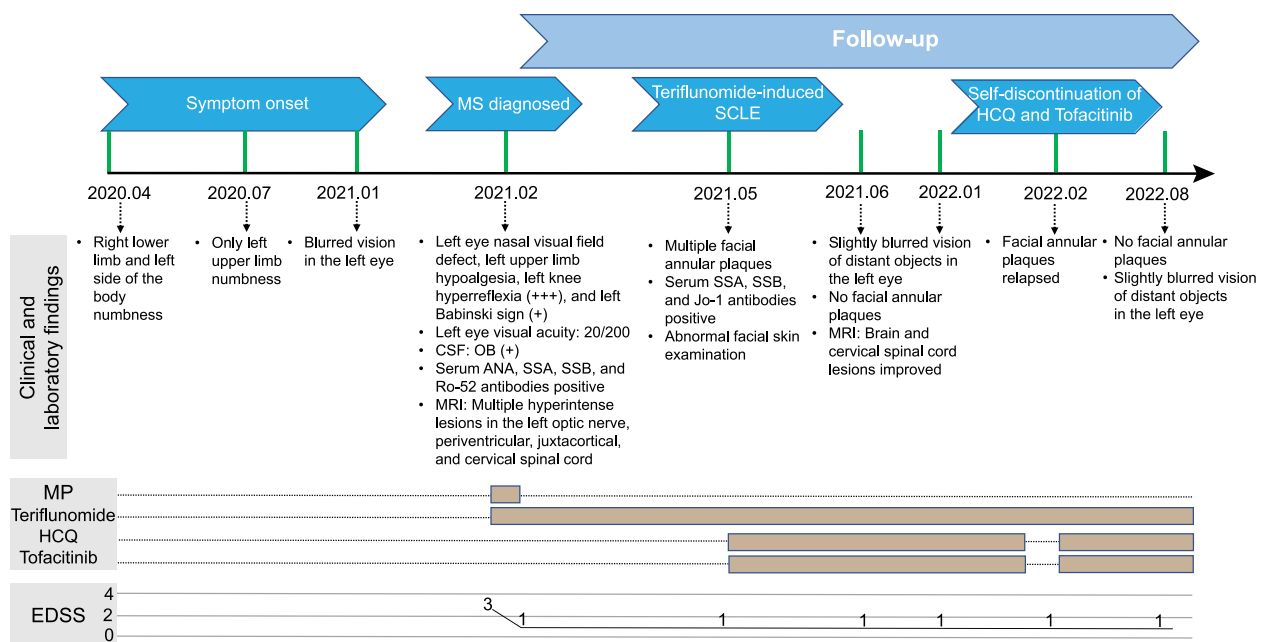 Follow-up
Symptom onset
MS diagnosed
Teriflunomide-induced
SCLE
Self-discontinuation of
HCQ and Tofacitinib
2020.04
2020.07
2021.01
2021.02
2021.05
2021.06
2022.01
2022.02
2022.08
Clinical and
laboratory findings
• Right lower
limb and left
side of the
body
numbness
• Only left
upper limb
numbness
• Blurred vision
in the left eye
• Left eye nasal visual field
defect, left upper limb
hypoalgesia, left knee
hyperreflexia (+++), and left
Babinski sign (+)
• Left eye visual acuity: 20/200
• CSF: OB (+)
• Serum ANA, SSA, SSB, and
Ro-52 antibodies positive
• MRI: Multiple hyperintense
lesions in the left optic nerve,
periventricular, juxtacortical,
and cervical spinal cord
• Multiple facial
annular plaques
• Serum SSA, SSB,
and Jo-1 antibodies
positive
• Abnormal facial skin
examination
• Slightly blurred vision
of distant objects in
the left eye
• No facial annular
plaques
• MRI: Brain and
cervical spinal cord
lesions improved
• Facial annular
plaques
relapsed
• No facial annular
plaques
• Slightly blurred vision
of distant objects
in the left eye
MP
Teriflunomide
HCQ
Tofacitinib
EDSS
4
2
0
3
1
1
1
1
1
1